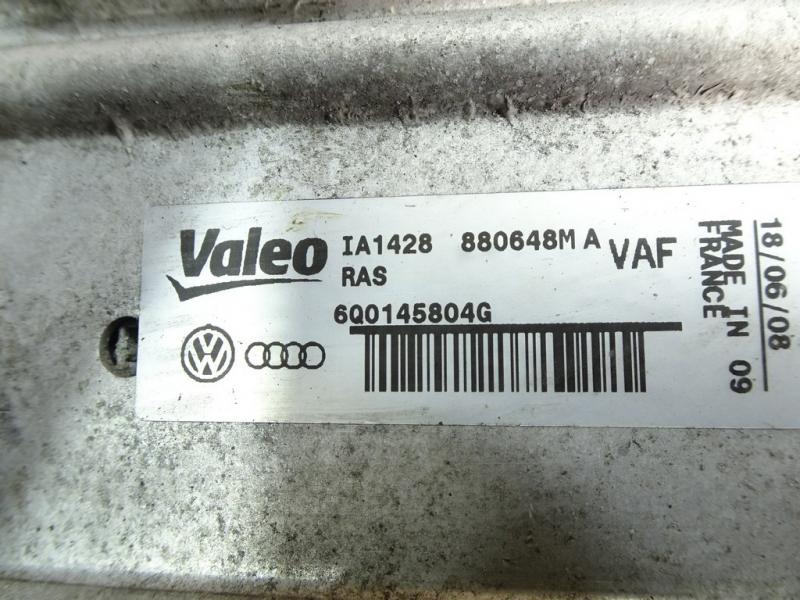 Valeo IA1428 880648M A VAF
RAS
6Q0145804G
18/06/08
MADE IN 09
FRANCE